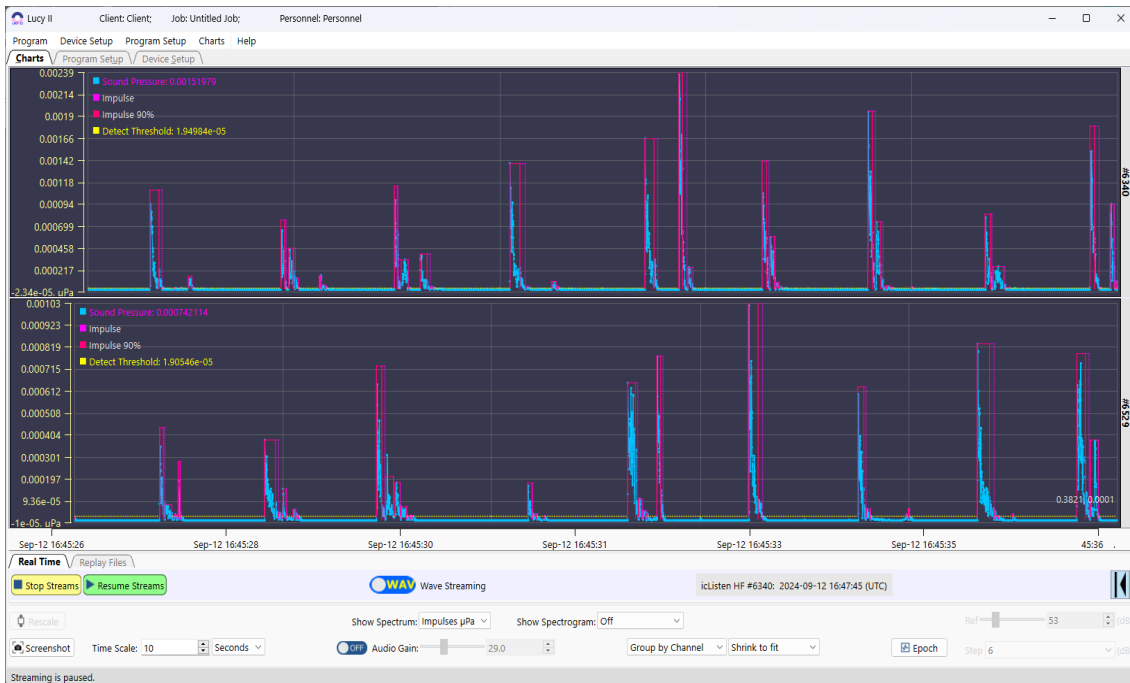 Lucy II Client: Client; Job: Untitled Job; Personnel: Personnel
Program Device Setup Program Setup Charts Help
Charts Program Setup Device Setup
0.00239
Sound Pressure: 0.00151979
0.00214
Impulse
0.0019
Impulse 90%
Detect Threshold: 1.94984e-05
0.00166
0.00142
0.00118
0.00094
0.000699
0.000458
0.000217
-2.34e-05. uPa
#6340
0.00103
Sound Pressure: 0.000742114
0.000923
Impulse
0.000819
Impulse 90%
0.000715
Detect Threshold: 1.90546e-05
0.000612
0.000508
0.000404
0.000301
0.000197
9.36e-05
-1e-05. uPa
0.3821, 0.0001
#6529
Sep-12 16:45:26 Sep-12 16:45:28 Sep-12 16:45:30 Sep-12 16:45:31 Sep-12 16:45:33 Sep-12 16:45:35 45:36 .
Real Time Replay Files
Stop Streams Resume Streams WAV Wave Streaming icListen HF #6340: 2024-09-12 16:47:45 (UTC)
Rescale Show Spectrum: Impulses µPa Show Spectrogram: Off Ref 53 (dB
Screenshot Time Scale: 10 Seconds OFF Audio Gain: 29.0 Group by Channel Shrink to fit Epoch Step 6 (dB
Streaming is paused.